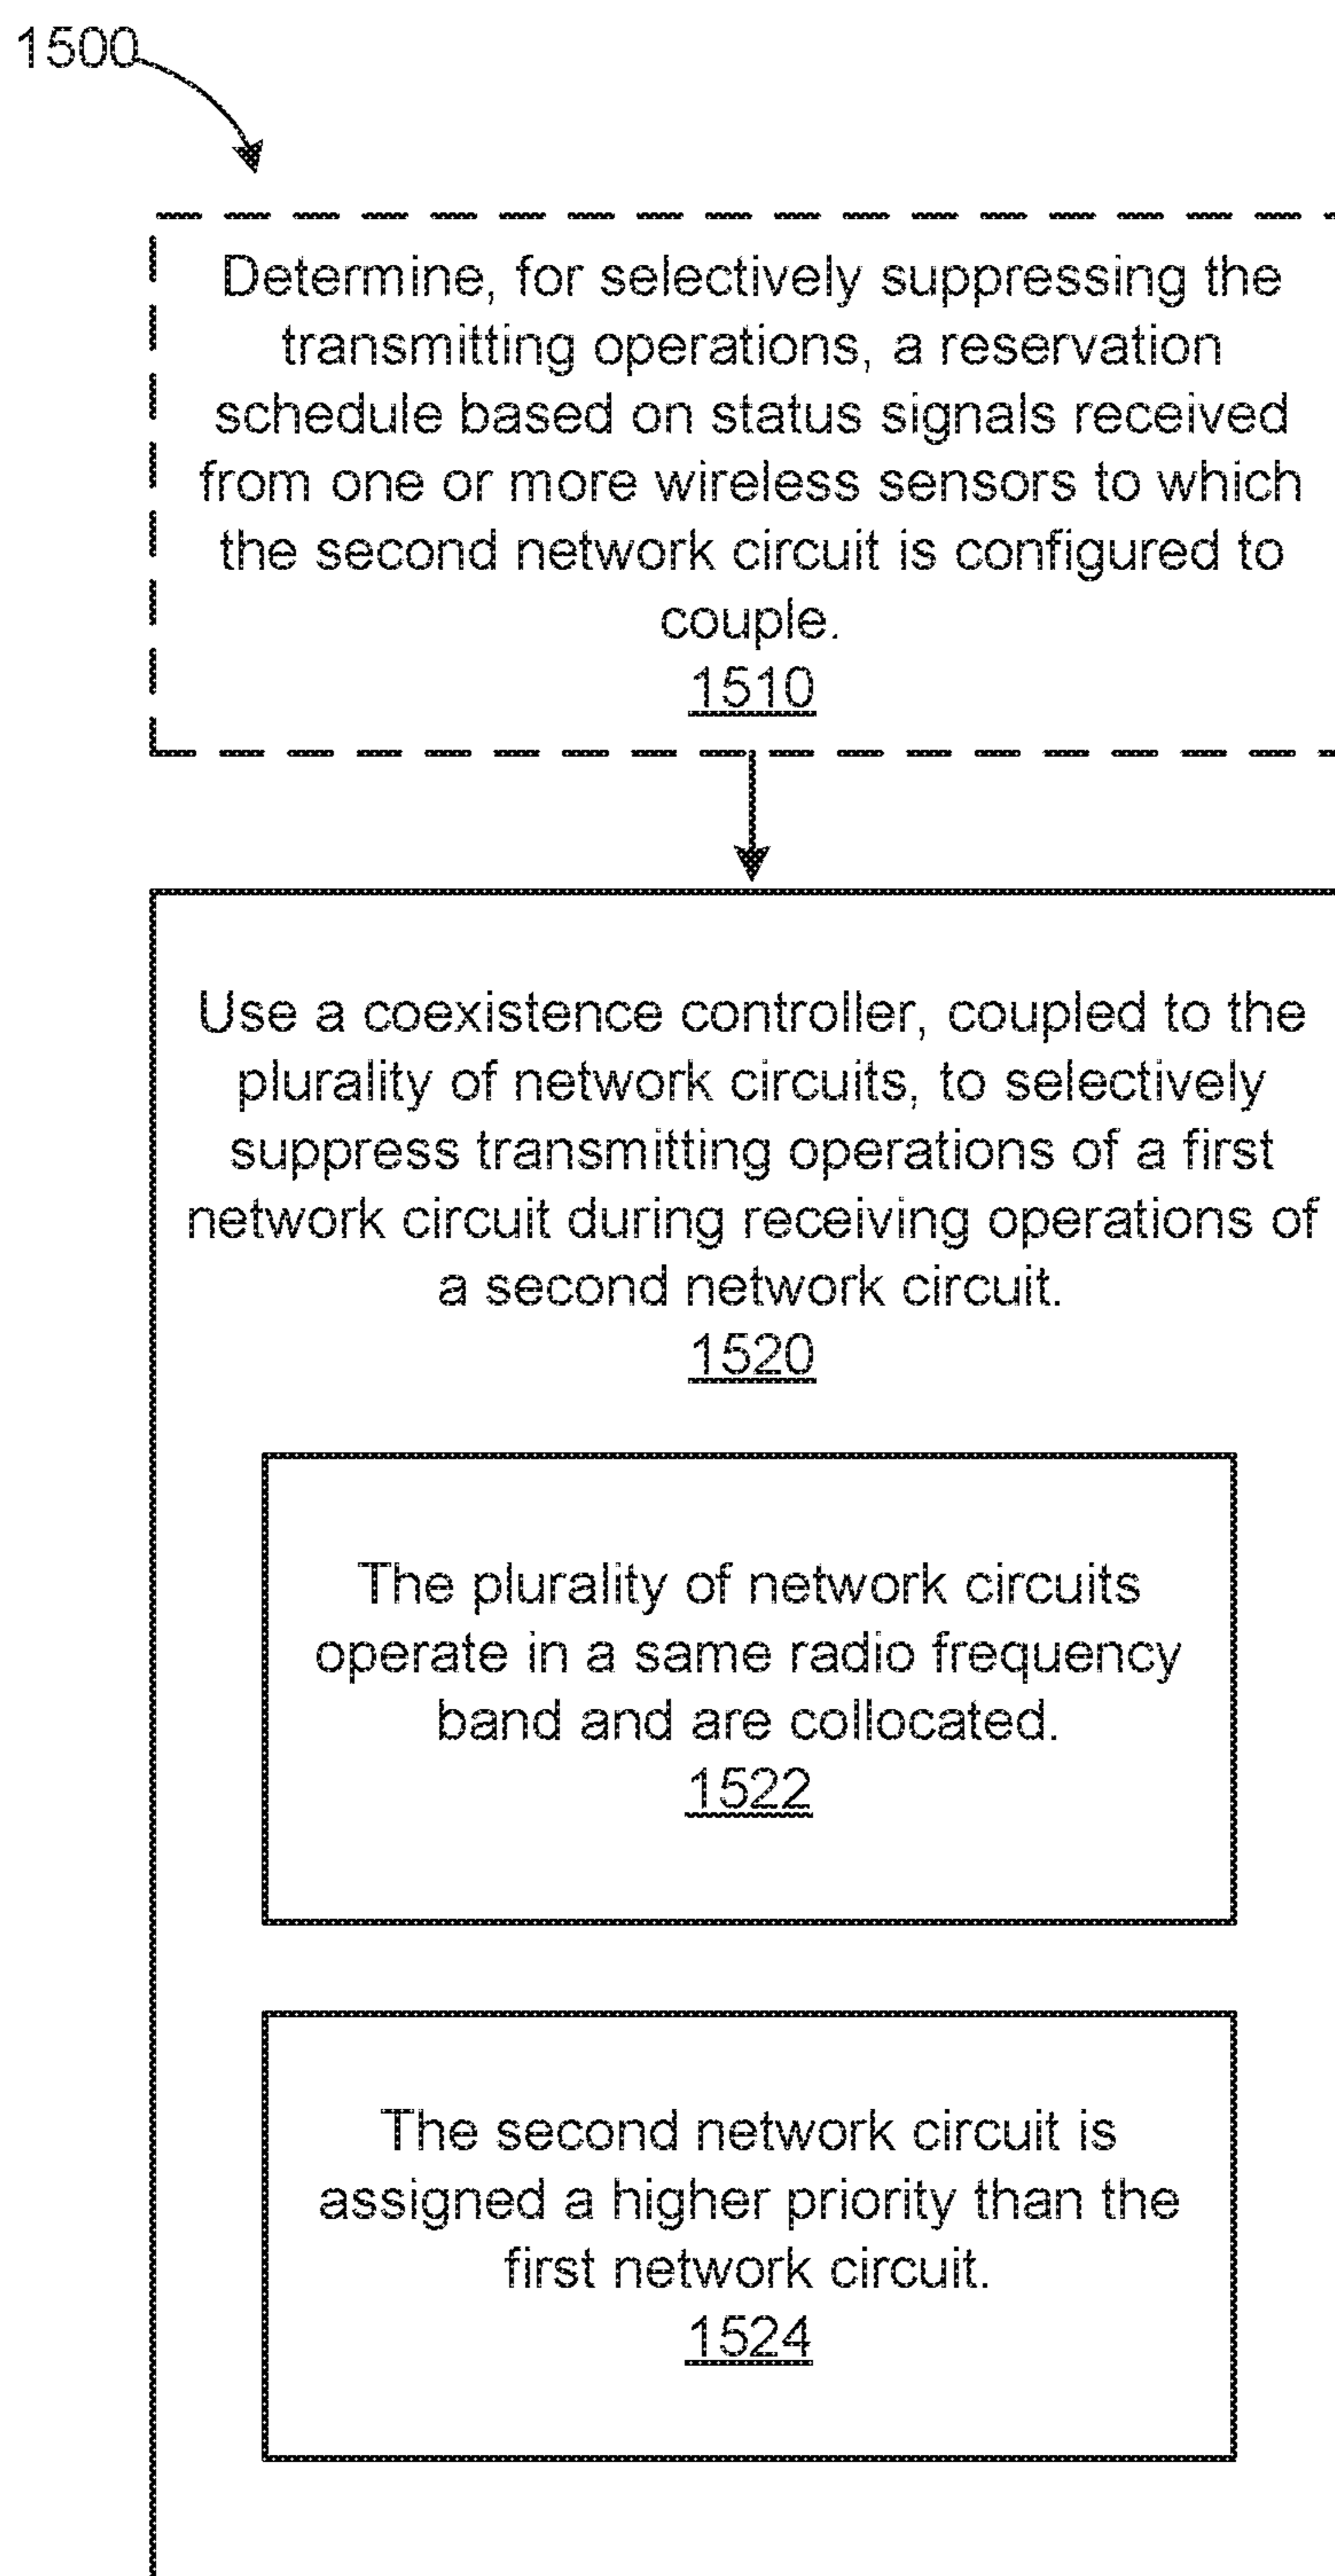 1500
Determine, for selectively suppressing the
transmitting operations, a reservation
schedule based on status signals received
from one or more wireless sensors to which
the second network circuit is configured to
couple.
1510
Use a coexistence controller, coupled to the
plurality of network circuits, to selectively
suppress transmitting operations of a first
network circuit during receiving operations of
a second network circuit.
1520
The plurality of network circuits
operate in a same radio frequency
band and are collocated.
1522
The second network circuit is
assigned a higher priority than the
first network circuit.
1524